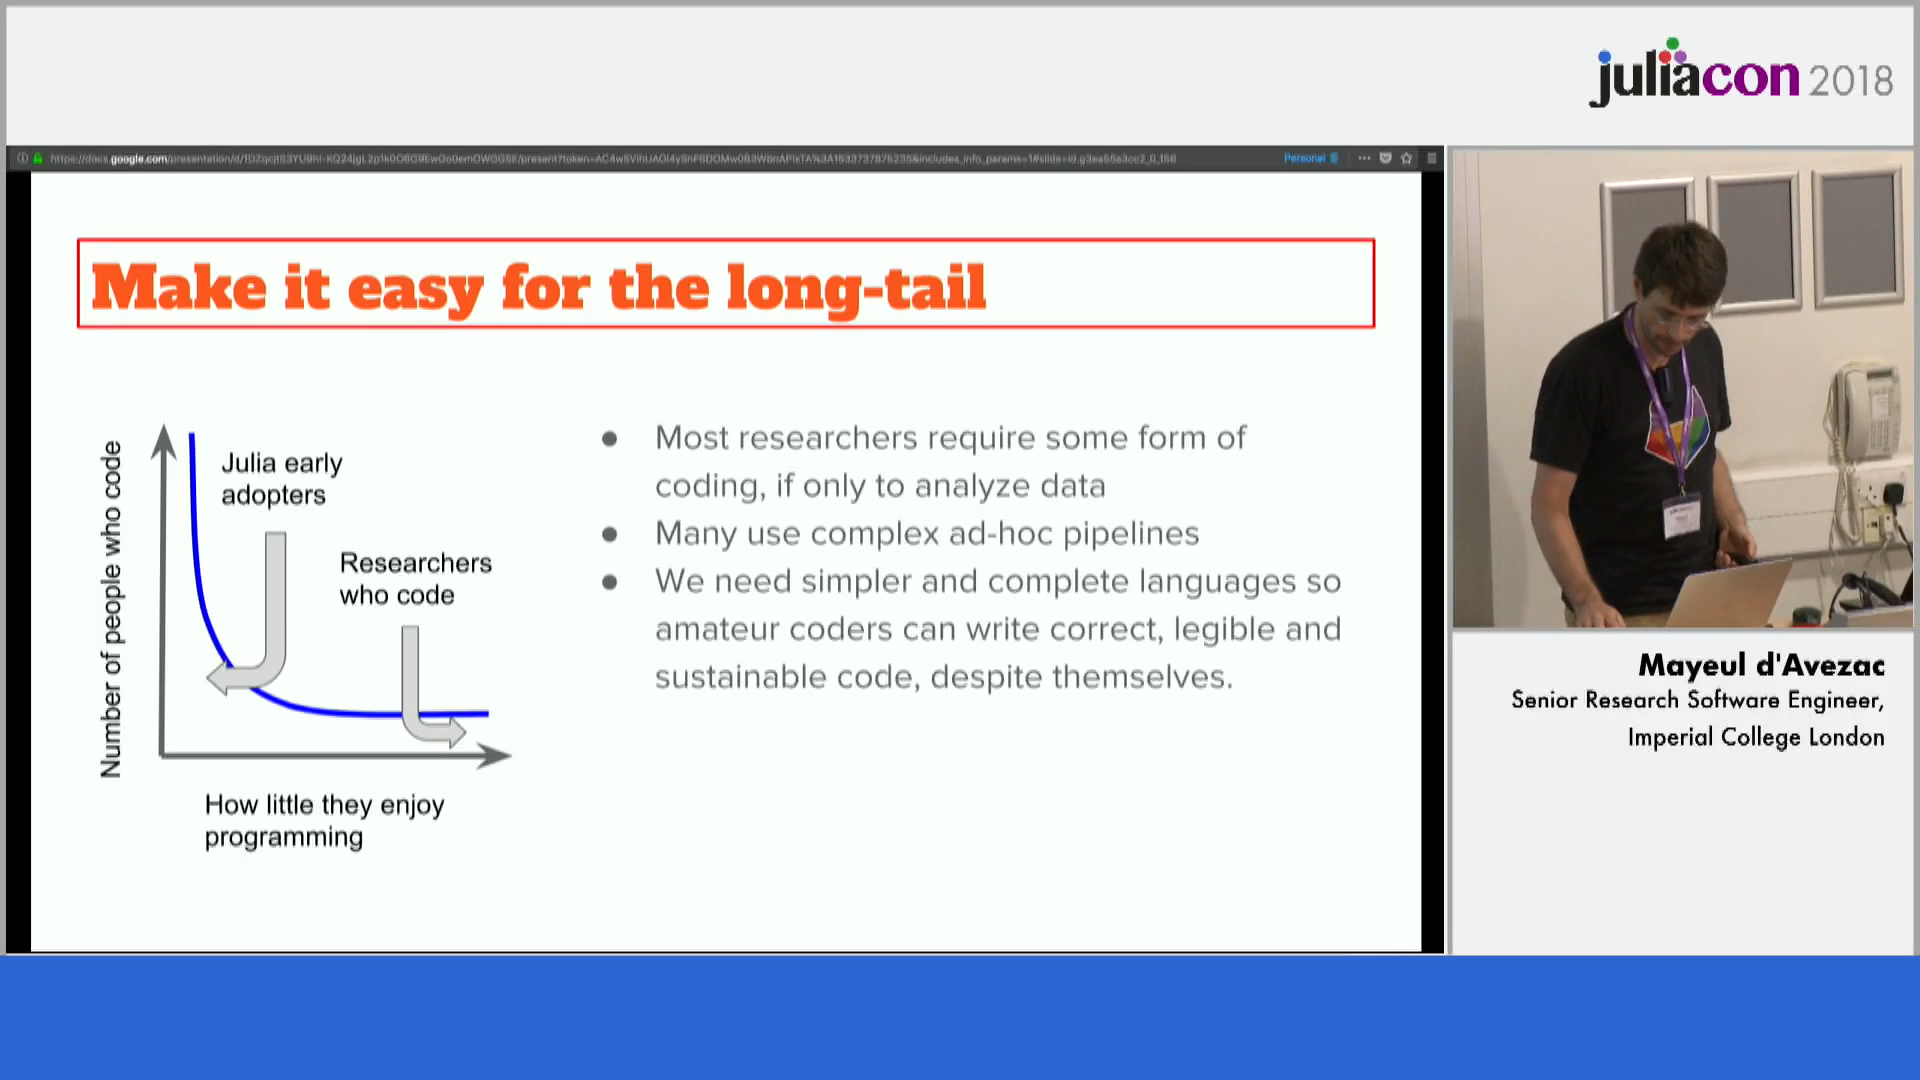 juliacon 2018
Make it easy for the long-tail
Number of people who code
Julia early
adopters
Researchers
who code
How little they enjoy
programming
● Most researchers require some form of
coding, if only to analyze data
● Many use complex ad-hoc pipelines
● We need simpler and complete languages so
amateur coders can write correct, legible and
sustainable code, despite themselves.
Personal
Mayeul d'Avezac
Senior Research Software Engineer,
Imperial College London